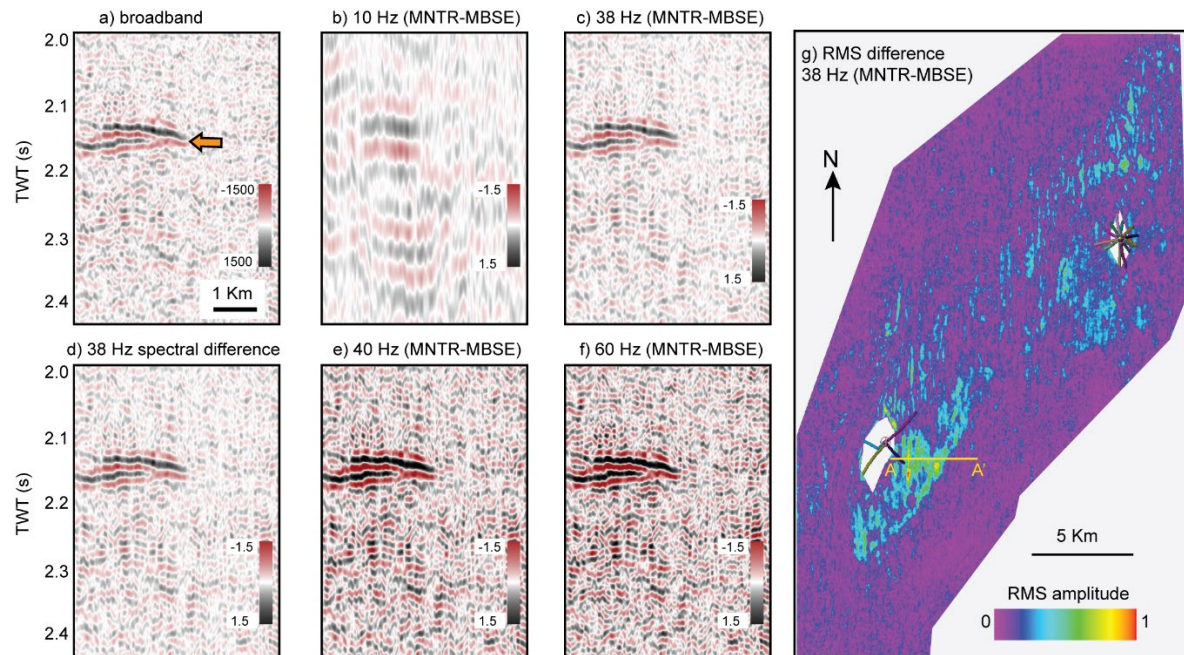 a) broadband
b) 10 Hz (MNTR-MBSE)
c) 38 Hz (MNTR-MBSE)
TWT (s)
2.0
2.1
2.2
2.3
2.4
-1500
1500
1 Km
-1.5
1.5
-1.5
1.5
g) RMS difference
38 Hz (MNTR-MBSE)
N
A
A'
5 Km
RMS amplitude
0
1
d) 38 Hz spectral difference
e) 40 Hz (MNTR-MBSE)
f) 60 Hz (MNTR-MBSE)
TWT (s)
2.0
2.1
2.2
2.3
2.4
-1.5
1.5
-1.5
1.5
-1.5
1.5